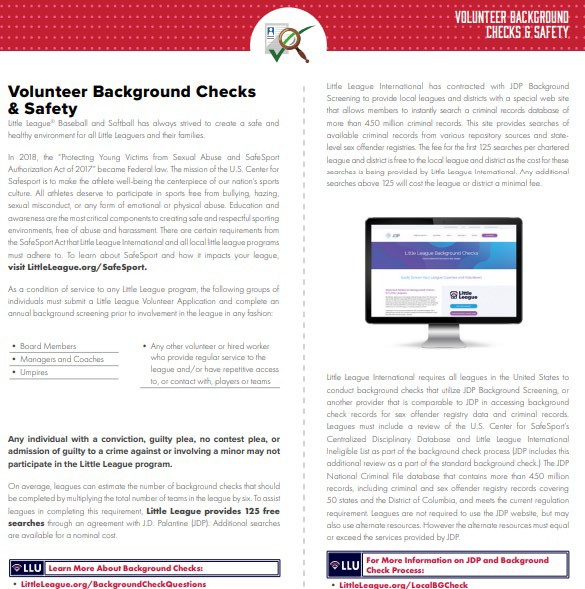 VOLUNTEER BACKGROUND
CHECKS & SAFETY
Volunteer Background Checks
& Safety
Little League® Baseball and Softball has always strived to create a safe and
healthy environment for all Little Leaguers and their families.
In 2018, the "Protecting Young Victims from Sexual Abuse and SafeSport
Authorization Act of 2017" became Federal law. The mission of the U.S. Center for
Safesport is to make the athlete well-being the centerpiece of our nation's sports
culture. All athletes deserve to participate in sports free from bullying, hazing,
sexual misconduct, or any form of emotional or physical abuse. Education and
awareness are the most critical components to creating safe and respectful sporting
environments, free of abuse and harassment. There are certain requirements from
the SafeSport Act that Little League International and all local little league programs
must adhere to. To learn about SafeSport and how it impacts your league,
visit LittleLeague.org/SafeSport.
As a condition of service to any Little League program, the following groups of
individuals must submit a Little League Volunteer Application and complete an
annual background screening prior to involvement in the league in any fashion:
• Board Members
• Managers and Coaches
• Umpires
• Any other volunteer or hired worker
who provide regular service to the
league and/or have repetitive access
to, or contact with, players or teams
Any individual with a conviction, guilty plea, no contest plea, or
admission of guilty to a crime against or involving a minor may not
participate in the Little League program.
On average, leagues can estimate the number of background checks that should
be completed by multiplying the total number of teams in the league by six. To assist
leagues in completing this requirement, Little League provides 125 free
searches through an agreement with J.D. Palantine (JDP). Additional searches
are available for a nominal cost.
LLU Learn More About Background Checks:
• LittleLeague.org/BackgroundCheckQuestions
Little League International has contracted with JDP Background
Screening to provide local leagues and districts with a special web site
that allows members to instantly search a criminal records database of
more than 450 million criminal records. This site provides searches of
available criminal records from various repository sources and state-
level sex offender registries. The fee for the first 125 searches per chartered
league and district is free to the local league and district as the cost for these
searches is being provided by Little League International. Any additional
searches above 125 will cost the league or district a minimal fee.
JDP
Little League Background Checks
Little
League
Little League International requires all leagues in the United States to
conduct background checks that utilize JDP Background Screening, or
another provider that is comparable to JDP in accessing background
check records for sex offender registry data and criminal records.
Leagues must include a review of the U.S. Center for SafeSport's
Centralized Disciplinary Database and Little League International
Ineligible List as part of the background check process (JDP includes this
additional review as a part of the standard background check.) The JDP
National Criminal File database that contains more than 450 million
records, including criminal and sex offender registry records covering
50 states and the District of Columbia, and meets the current regulation
requirement. Leagues are not required to use the JDP website, but may
also use alternate resources. However the alternate resources must equal
or exceed the services provided by JDP.
LLU For More Information on JDP and Background
Check Process:
• LittleLeague.org/LocalBGCheck